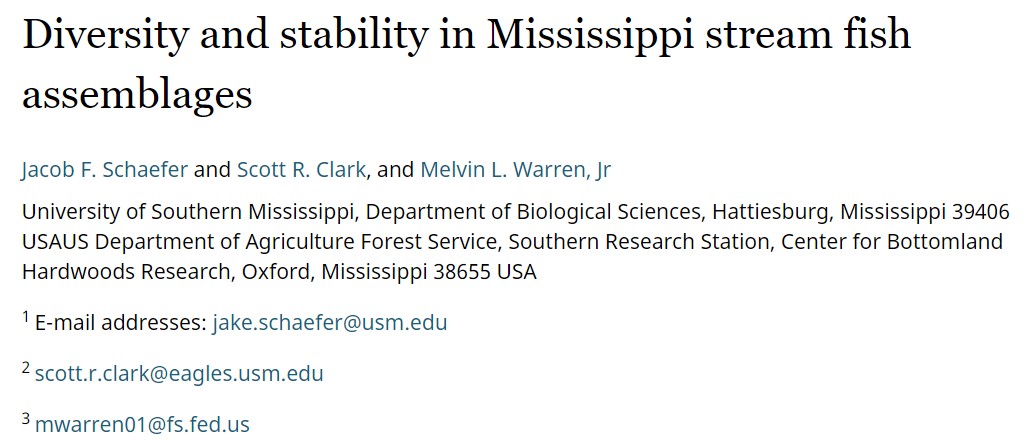 Diversity and stability in Mississippi stream fish
assemblages
Jacob F. Schaefer and Scott R. Clark, and Melvin L. Warren, Jr
University of Southern Mississippi, Department of Biological Sciences, Hattiesburg, Mississippi 39406
USAUS Department of Agriculture Forest Service, Southern Research Station, Center for Bottomland
Hardwoods Research, Oxford, Mississippi 38655 USA
1 E-mail addresses: jake.schaefer@usm.edu
2 scott.r.clark@eagles.usm.edu
3 mwarren01@fs.fed.us